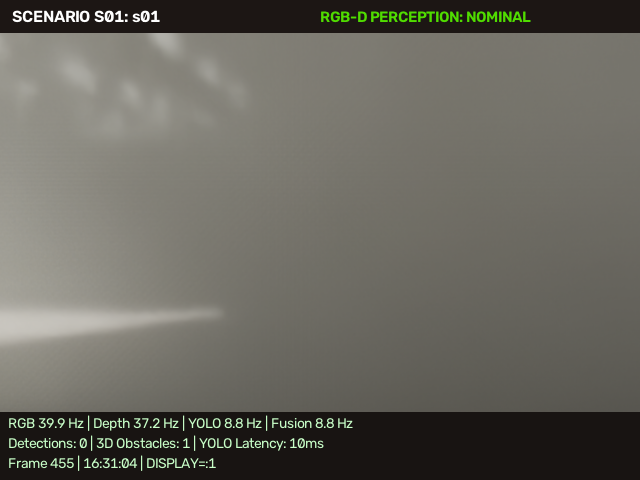 SCENARIO S01: s01
RGB-D PERCEPTION: NOMINAL
RGB 39.9 Hz | Depth 37.2 Hz | YOLO 8.8 Hz | Fusion 8.8 Hz
Detections: 0 | 3D Obstacles: 1 | YOLO Latency: 10ms
Frame 455 | 16:31:04 | DISPLAY=:1